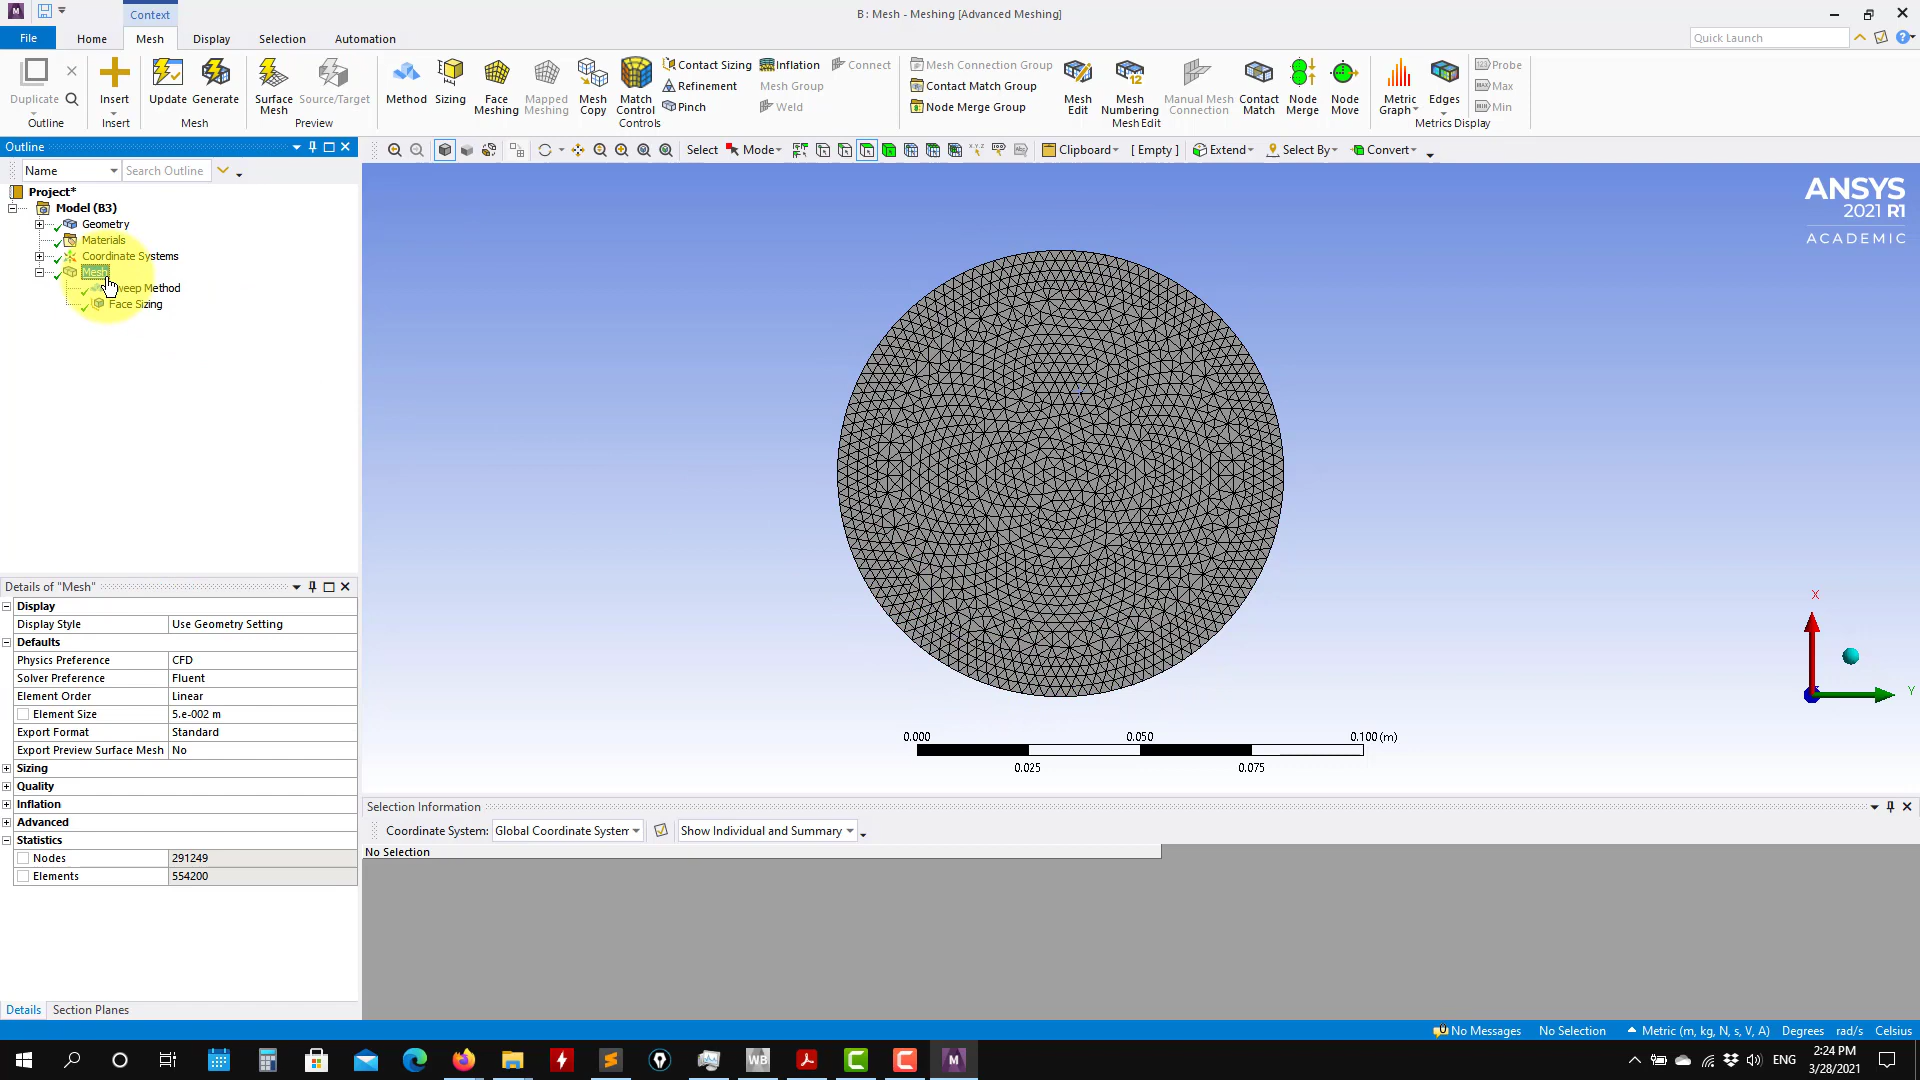 Context
B : Mesh - Meshing [Advanced Meshing]
File Home Mesh Display Selection Automation
Quick Launch
Duplicate
Outline
Insert
Insert
Update Generate
Mesh
Surface Mesh
Source/Target
Preview
Method Sizing
Face Meshing
Mapped Meshing
Mesh Copy
Match Control
Contact Sizing
Refinement
Pinch
Inflation
Mesh Group
Weld
Connect
Controls
Mesh Connection Group
Contact Match Group
Node Merge Group
Mesh Edit
Mesh Numbering
Manual Mesh Connection
Contact Match
Node Merge
Node Move
Mesh Edit
Metric Graph
Edges
Probe
Max
Min
Metrics Display
Outline
Select Mode Clipboard [ Empty ] Extend Select By Convert
Name Search Outline
Project*
Model (B3)
Geometry
Materials
Coordinate Systems
Mesh
weep Method
Face Sizing
ANSYS
2021 R1
ACADEMIC
X
Y
0.000 0.050 0.100 (m)
0.025 0.075
Details of "Mesh"
Display
Display Style Use Geometry Setting
Defaults
Physics Preference CFD
Solver Preference Fluent
Element Order Linear
Element Size 5.e-002 m
Export Format Standard
Export Preview Surface Mesh No
Sizing
Quality
Inflation
Advanced
Statistics
Nodes 291249
Elements 554200
Details Section Planes
Selection Information
Coordinate System: Global Coordinate System Show Individual and Summary
No Selection
No Messages No Selection Metric (m, kg, N, s, V, A) Degrees rad/s Celsius
WB
M
ENG
2:24 PM
3/28/2021